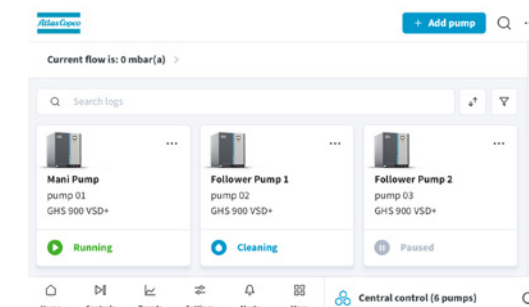 Atlas Copco
+ Add pump
Current flow is: 0 mbar(a) >
Search logs
Mani Pump
pump 01
GHS 900 VSD+
Running
Follower Pump 1
pump 02
GHS 900 VSD+
Cleaning
Follower Pump 2
pump 03
GHS 900 VSD+
Paused
Central control (6 pumps)